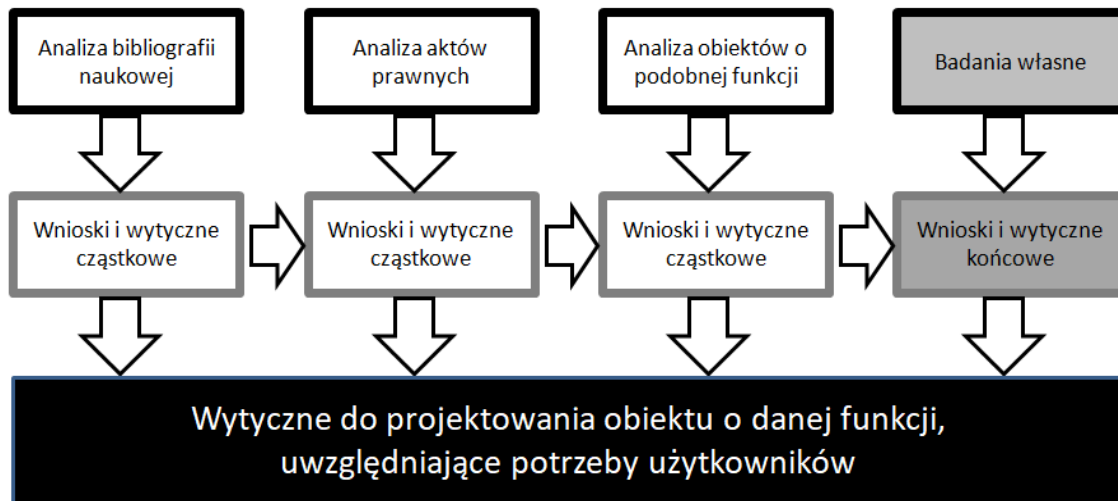 Analiza bibliografii
naukowej
Analiza aktów
prawnych
Analiza obiektów o
podobnej funkcji
Badania własne
Wnioski i wytyczne
cząstkowe
Wnioski i wytyczne
cząstkowe
Wnioski i wytyczne
cząstkowe
Wnioski i wytyczne
końcowe
Wytyczne do projektowania obiektu o danej funkcji,
uwzględniające potrzeby użytkowników